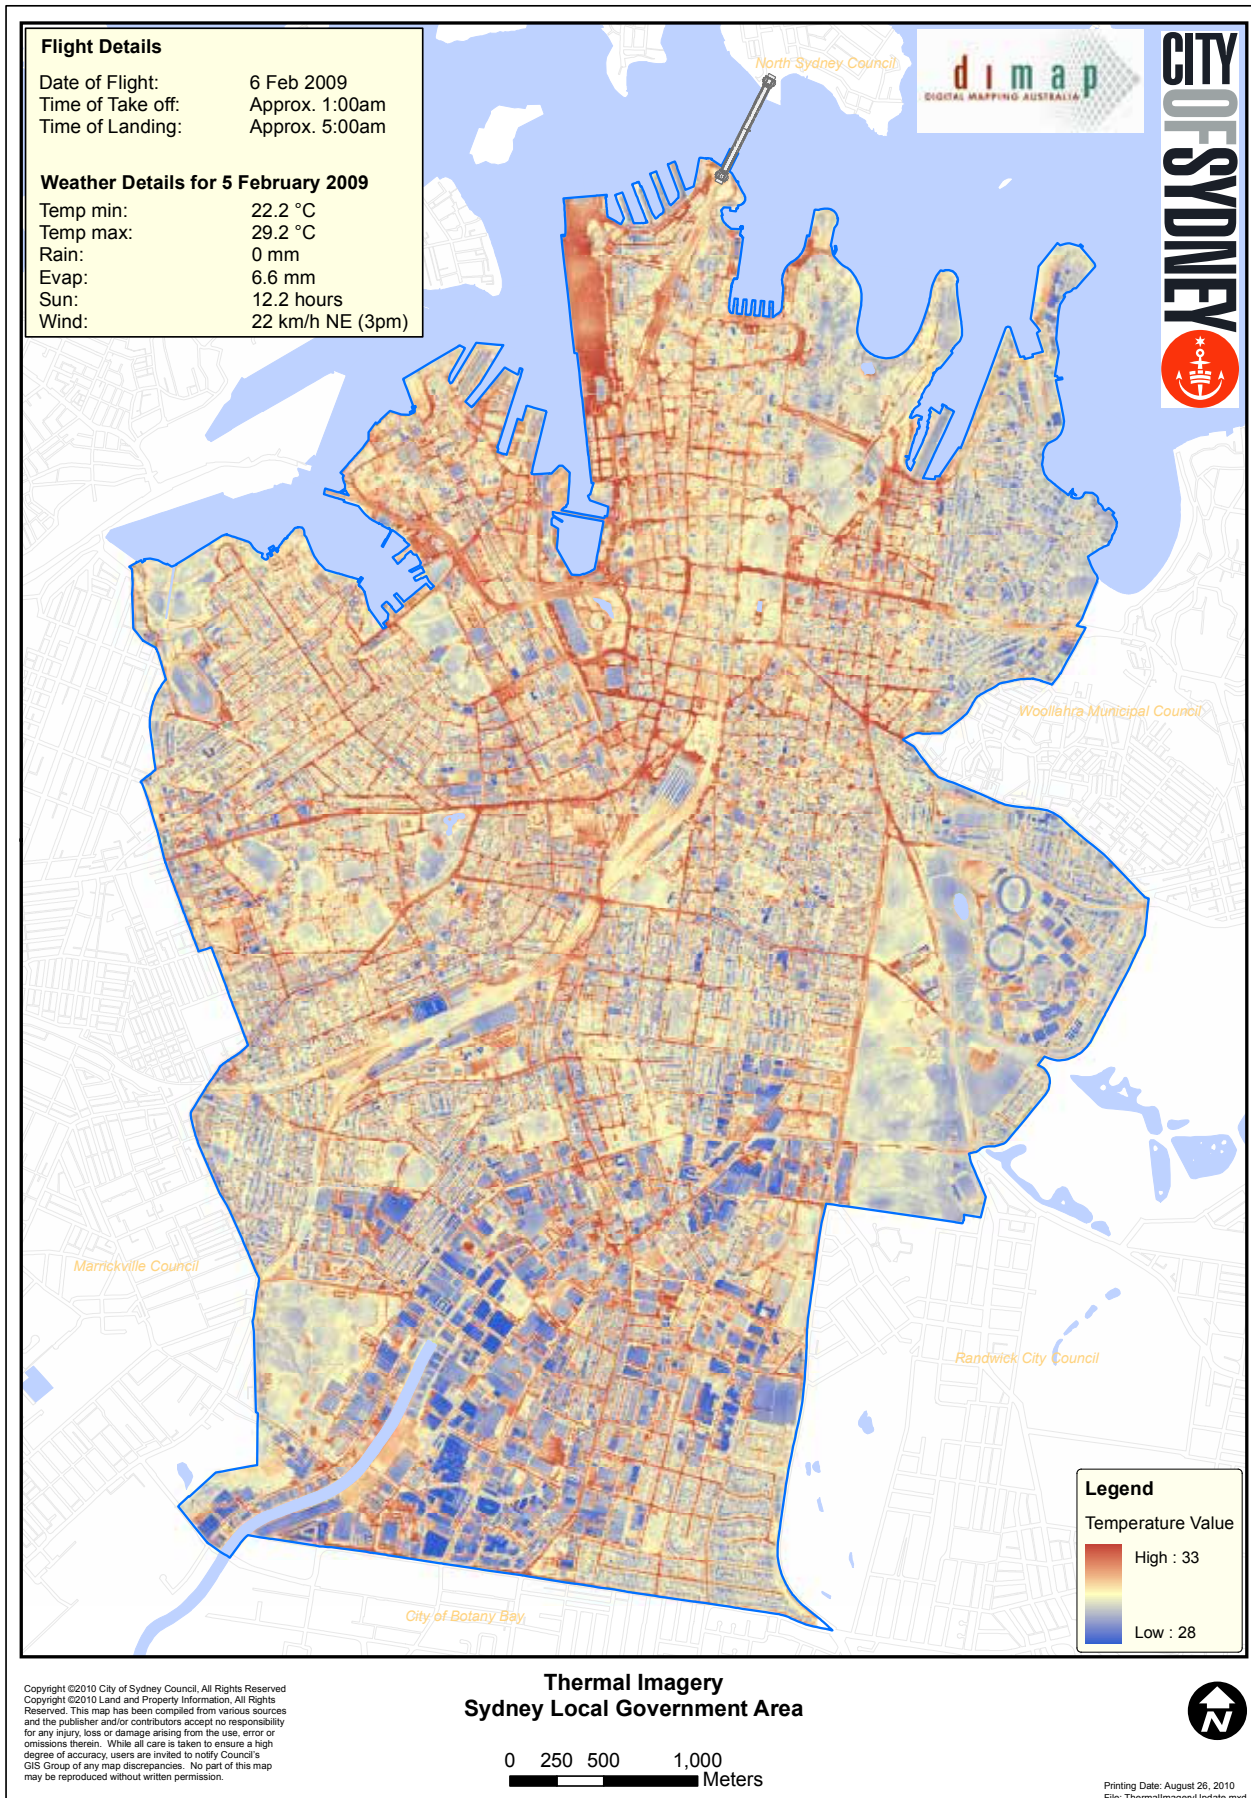 Flight Details
Date of Flight: 6 Feb 2009
Time of Take off: Approx. 1:00am
Time of Landing: Approx. 5:00am
Weather Details for 5 February 2009
Temp min: 22.2 °C
Temp max: 29.2 °C
Rain: 0 mm
Evap: 6.6 mm
Sun: 12.2 hours
Wind: 22 km/h NE (3pm)
North Sydney Council
dimap
DIGITAL MAPPING AUSTRALIA
CITYOFSYDNEY
Woollahra Municipal Council
Marrickville Council
Randwick City Council
City of Botany Bay
Legend
Temperature Value
High : 33
Low : 28
Thermal Imagery
Sydney Local Government Area
0 250 500 1,000
Meters
Copyright ©2010 City of Sydney Council, All Rights Reserved
Copyright ©2010 Land and Property Information, All Rights
Reserved. This map has been compiled from various sources
and the publisher and/or contributors accept no responsibility
for any injury, loss or damage arising from the use, error or
omissions therein. While all care is taken to ensure a high
degree of accuracy, users are invited to notify Council's
GIS Group of any map discrepancies. No part of this map
may be reproduced without written permission.
N
Printing Date: August 26, 2010
File: ThermalImageryUpdate.mxd